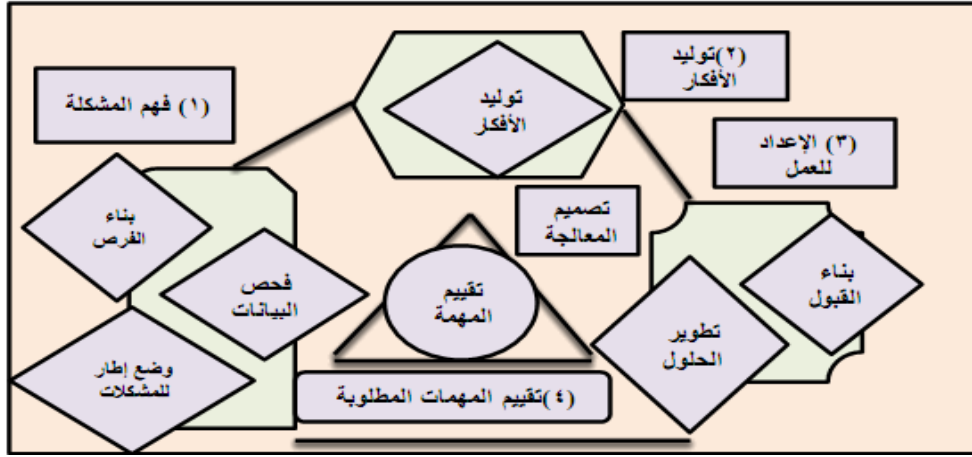 (١) فهم المشكلة
(٢)توليد
الأفكار
توليد
الأفكار
(٣) الإعداد
للعمل
تصميم
المعالجة
بناء
الفرص
فحص
البيانات
وضع إطار
للمشكلات
تقييم
المهمة
بناء
القبول
تطوير
الحلول
(٤)تقييم المهمات المطلوبة